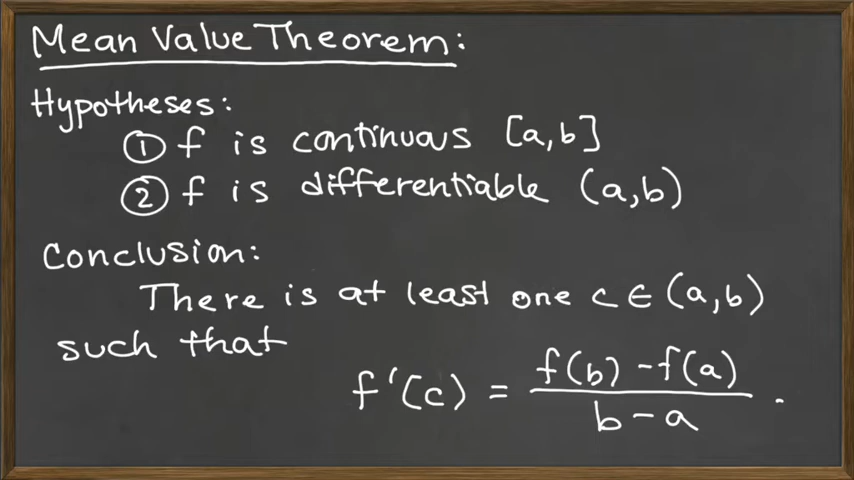 Mean Value Theorem:
Hypotheses:
① f is continuous [a,b]
② f is differentiable (a,b)
Conclusion:
There is at least one c ∈ (a,b)
such that
f'(c) = f(b) - f(a) / b - a .